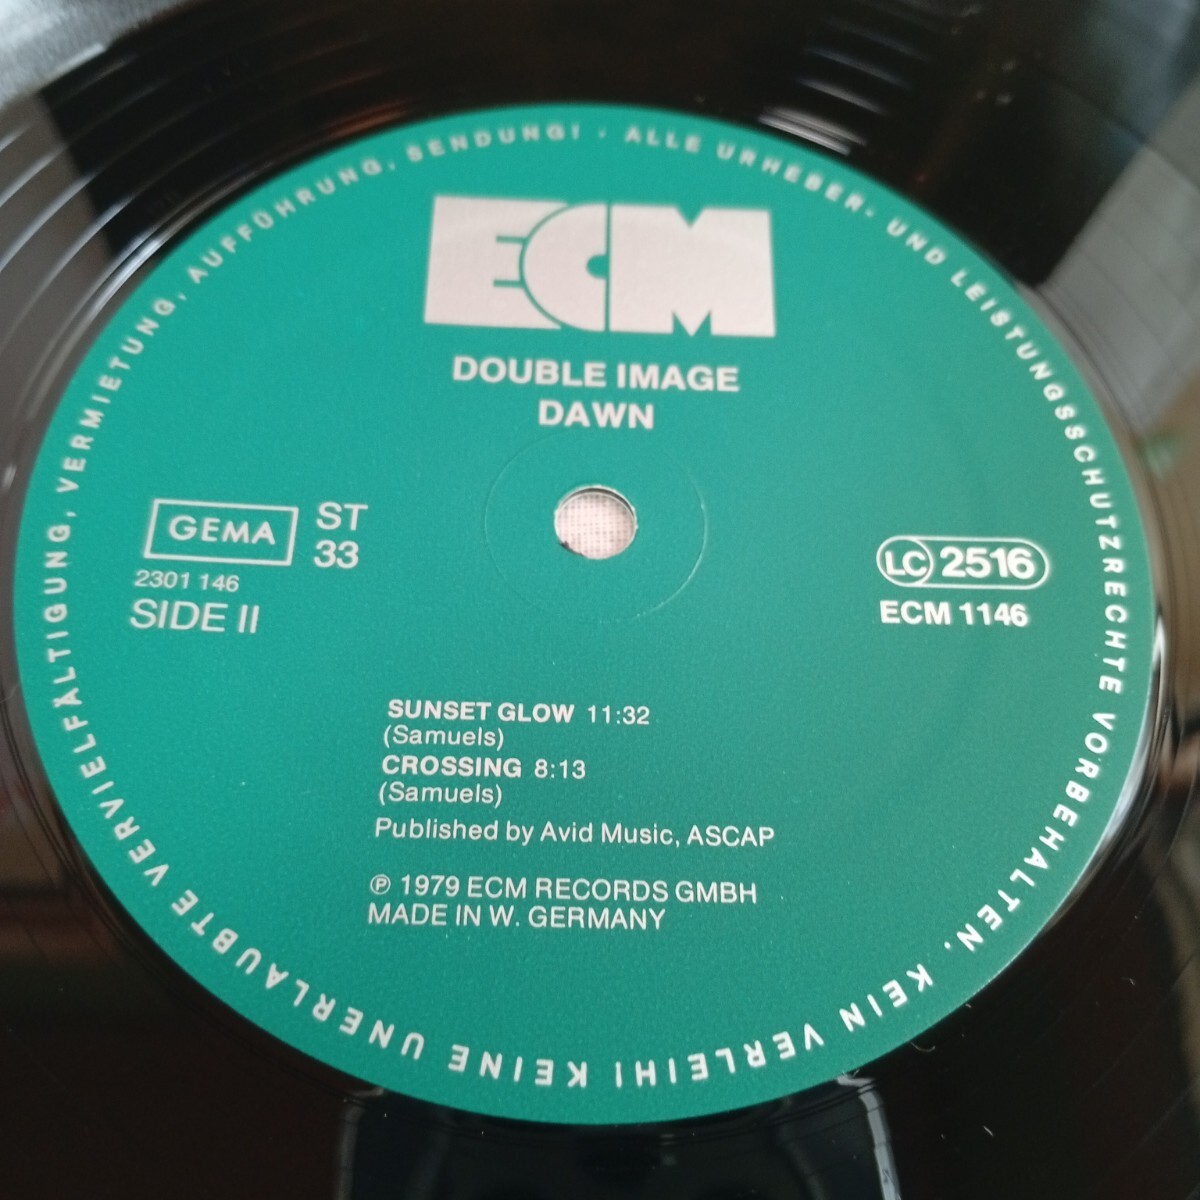 ALLE URHEBER- UND LEISTUNGSSCHUTZRECHTE VORBEHALTEN. KEIN VERLEIH! KEINE UNERLAUBTE VERVIELFÄLTIGUNG, VERMIETUNG, AUFFÜHRUNG, SENDUNG! ·
ECM
DOUBLE IMAGE
DAWN
GEMA
ST
33
2301 146
SIDE II
LC 2516
ECM 1146
SUNSET GLOW 11:32
(Samuels)
CROSSING 8:13
(Samuels)
Published by Avid Music, ASCAP
℗ 1979 ECM RECORDS GMBH
MADE IN W. GERMANY